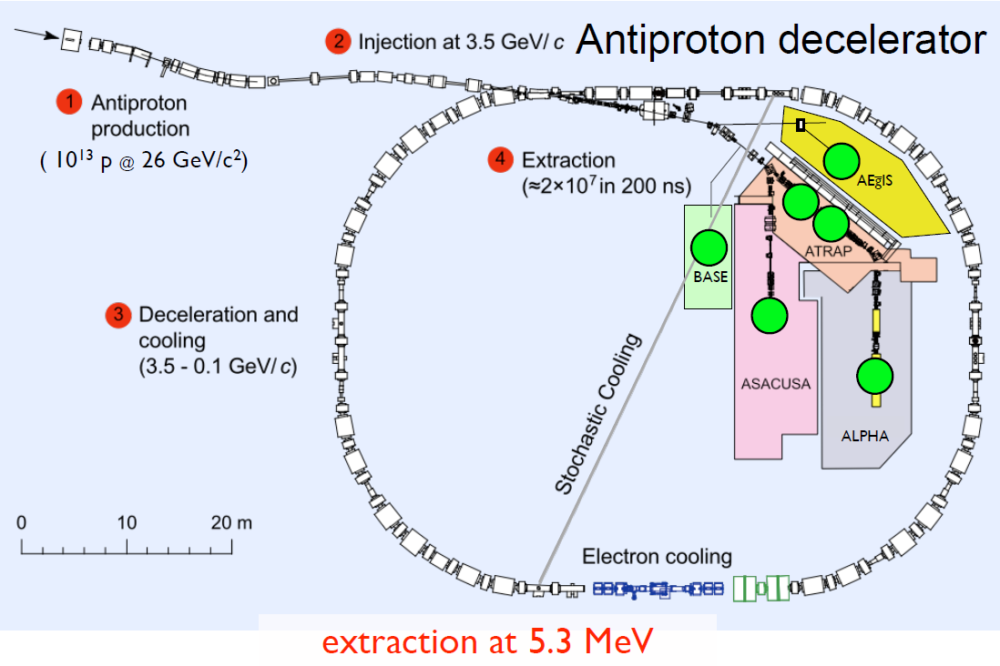 Antiproton decelerator
2 Injection at 3.5 GeV/c
1 Antiproton
production
( 10¹³ p @ 26 GeV/c²)
4 Extraction
(≈2×10⁷ in 200 ns)
AEg̅IS
ATRAP
BASE
3 Deceleration and
cooling
(3.5 - 0.1 GeV/c)
Stochastic Cooling
ASACUSA
ALPHA
0 10 20 m
Electron cooling
extraction at 5.3 MeV